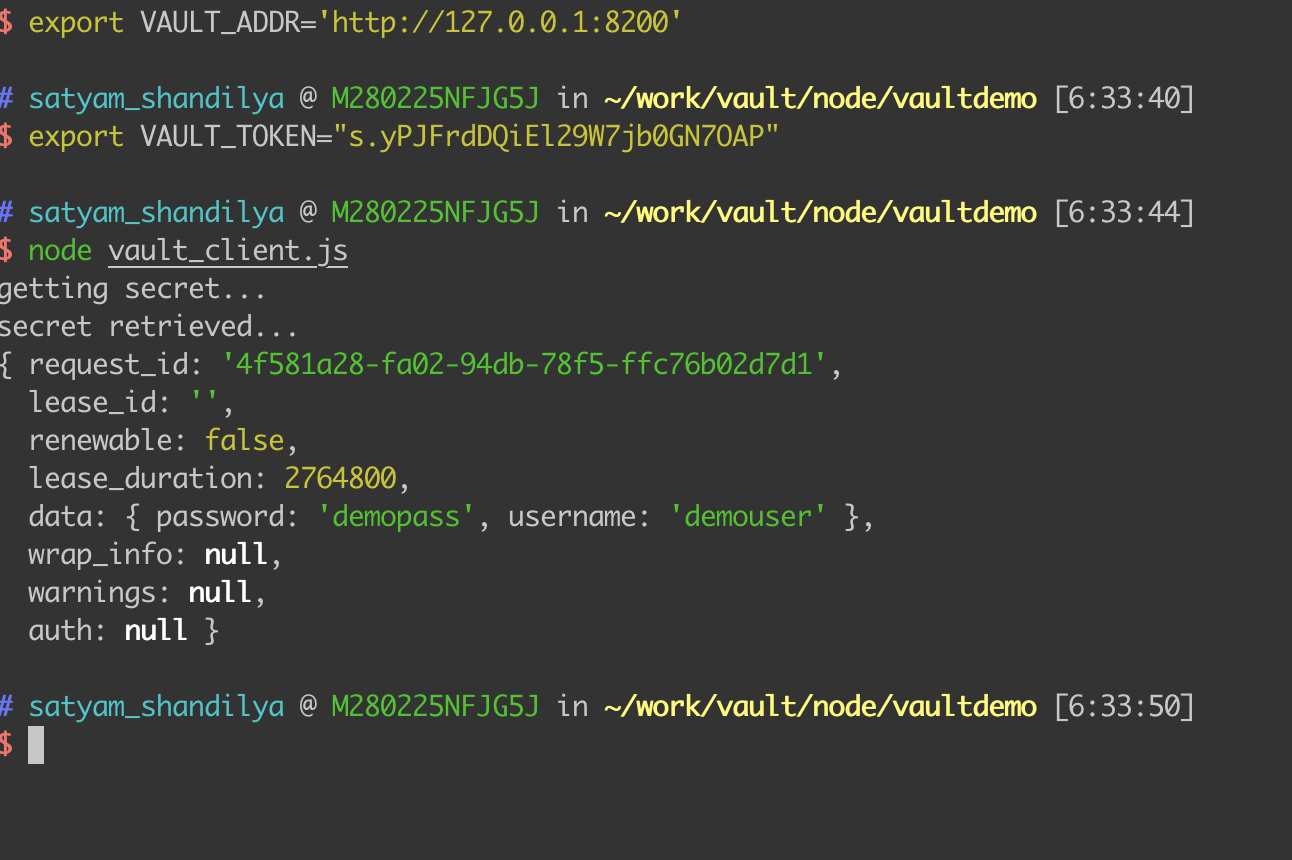 $ export VAULT_ADDR='http://127.0.0.1:8200'
# satyam_shandilya @ M280225NFJG5J in ~/work/vault/node/vaultdemo [6:33:40]
$ export VAULT_TOKEN="s.yPJFrdDQiEl29W7jb0GN7OAP"
# satyam_shandilya @ M280225NFJG5J in ~/work/vault/node/vaultdemo [6:33:44]
$ node vault_client.js
getting secret...
secret retrieved...
{ request_id: '4f581a28-fa02-94db-78f5-ffc76b02d7d1',
  lease_id: '',
  renewable: false,
  lease_duration: 2764800,
  data: { password: 'demopass', username: 'demouser' },
  wrap_info: null,
  warnings: null,
  auth: null }
# satyam_shandilya @ M280225NFJG5J in ~/work/vault/node/vaultdemo [6:33:50]
$